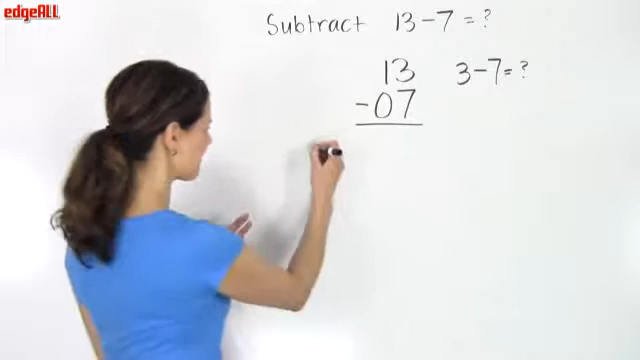 edgeALL
Subtract 13-7 = ?
13 3-7= ?
-07